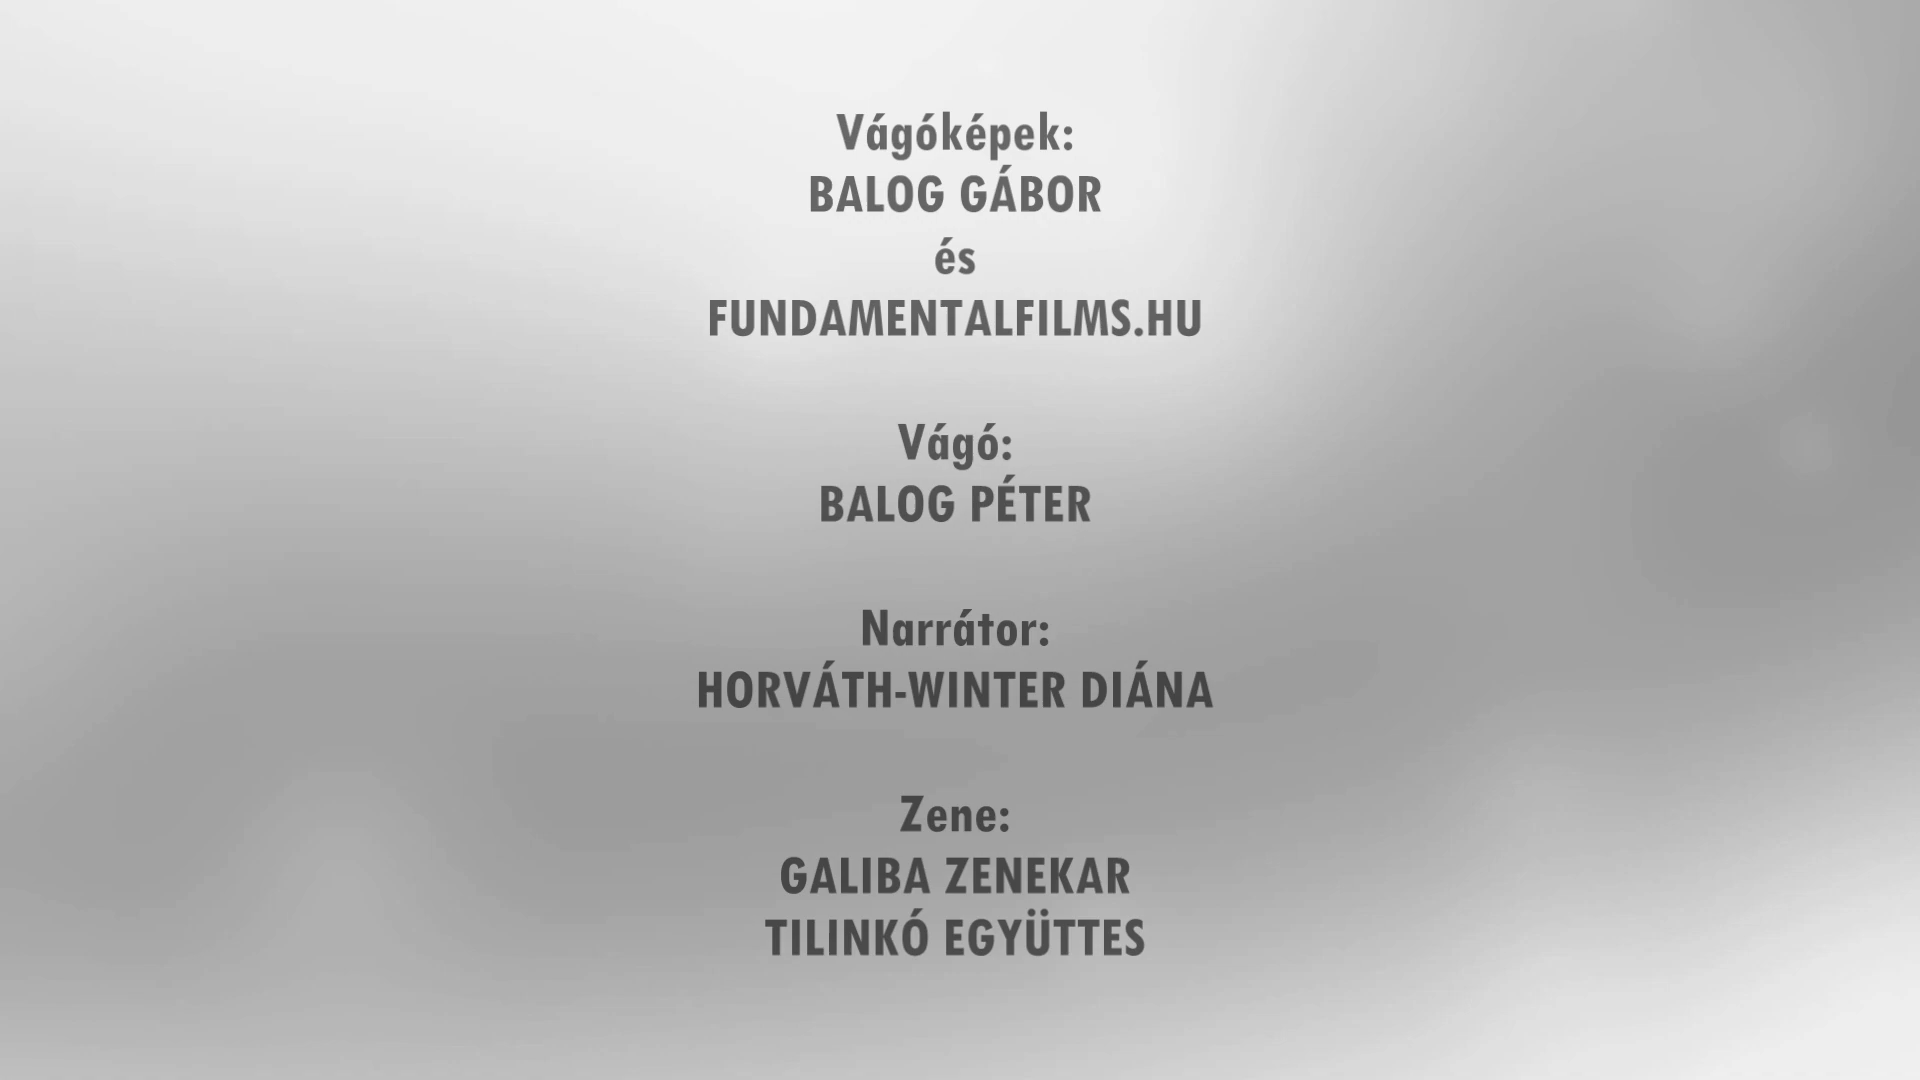 Vágóképek:
BALOG GÁBOR
és
FUNDAMENTALFILMS.HU
Vágó:
BALOG PÉTER
Narrátor:
HORVÁTH-WINTER DIÁNA
Zene:
GALIBA ZENEKAR
TILINKÓ EGYÜTTES